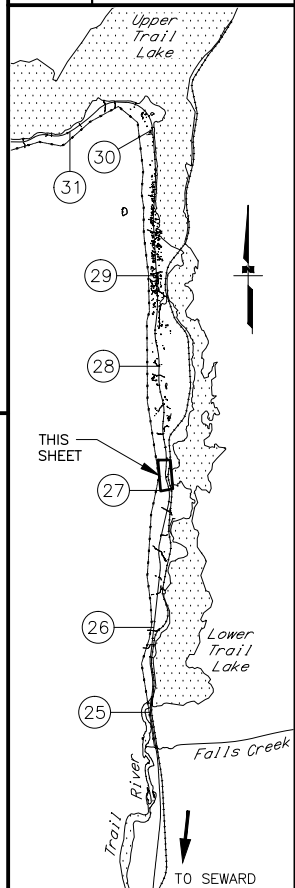 Upper
Trail
Lake
30
31
29
28
THIS
SHEET
27
26
Lower
Trail
Lake
25
Falls Creek
Trail River
TO SEWARD